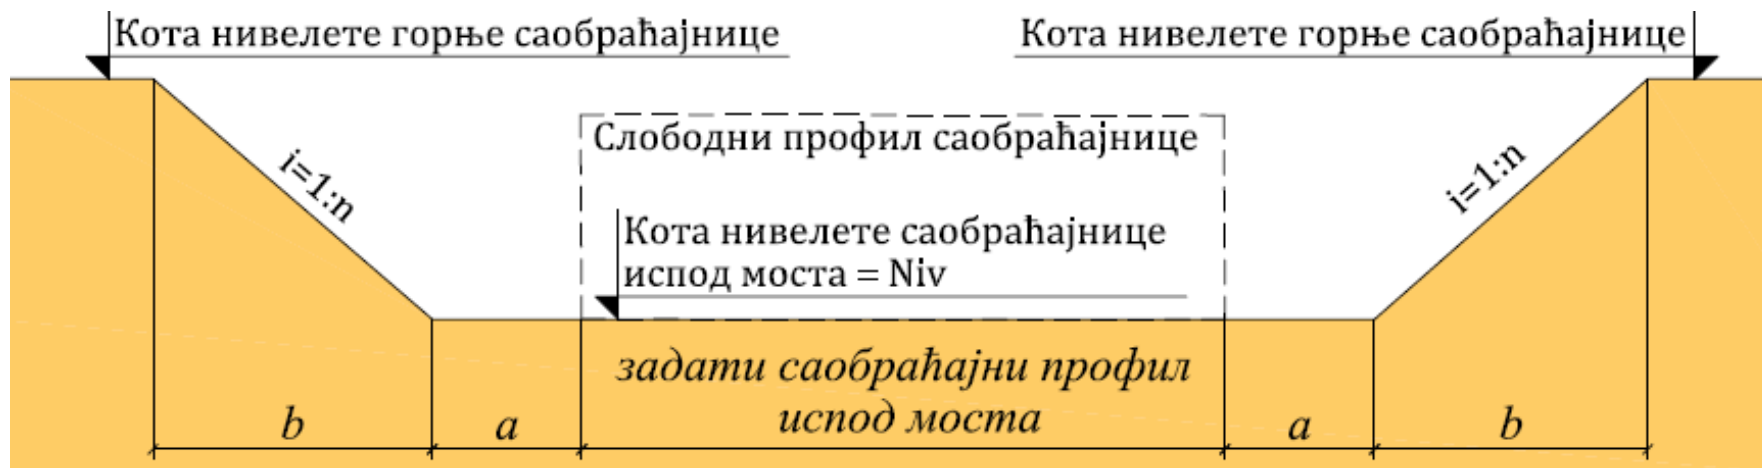 Кота нивелете горње саобраћајнице
Кота нивелете горње саобраћајнице
Слободни профил саобраћајнице
i=1:n
i=1:n
Кота нивелете саобраћајнице
испод моста = Niv
задати саобраћајни профил
испод моста
b
a
a
b